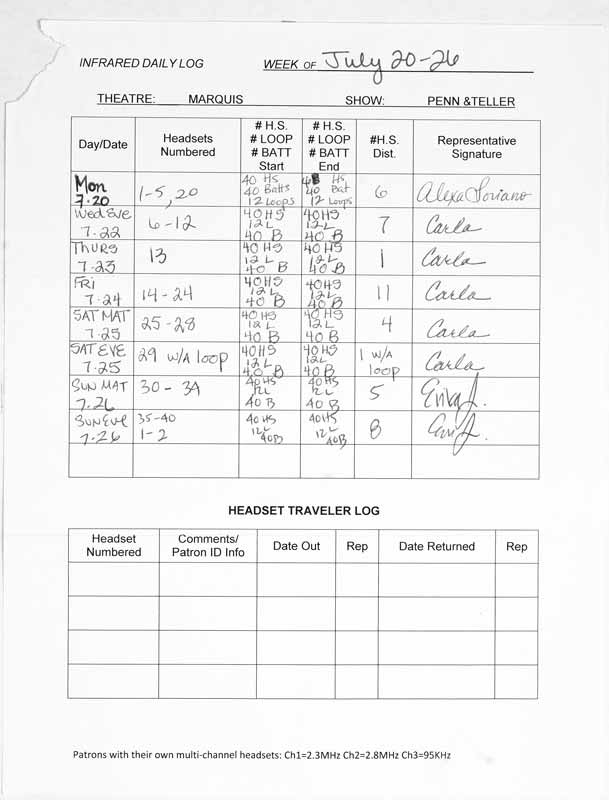 INFRARED DAILY LOG WEEK OF July 20-26
THEATRE: MARQUIS SHOW: PENN &TELLER
Day/Date Headsets Numbered # H.S. # LOOP # BATT Start # H.S. # LOOP # BATT End #H.S. Dist. Representative Signature
Mon 7.20 1-5, 20 40 HS 40 Batts 12 Loops 40 HS, 40 Bat 12 Loops 6 Alexa Soriano
Wed Eve 7.22 6-12 40 HS 12 L 40 B 40 HS 12 L 40 B 7 Carla
THURS 7.23 13 40 HS 12 L 40 B 40 HS 12 L 40 B 1 Carla
FRI 7.24 14-24 40 HS 12 L 40 B 40 HS 12 L 40 B 11 Carla
SAT MAT 7.25 25-28 40 HS 12 L 40 B 40 HS 12 L 40 B 4 Carla
SAT EVE 7.25 29 W/A loop 40 HS 12 L 40 B 40 HS 12 L 40 B 1 W/A loop Carla
SUN MAT 7.26 30-34 40 HS 12L 40 B 40 HS 12L 40 B 5 Erika J.
SUN EVE 7.26 35-40 1-2 40 HS 12L 40B 40 HS 12L 40B 8
HEADSET TRAVELER LOG
Headset Numbered Comments/ Patron ID Info Date Out Rep Date Returned Rep
Patrons with their own multi-channel headsets: Ch1=2.3MHz Ch2=2.8MHz Ch3=95KHz